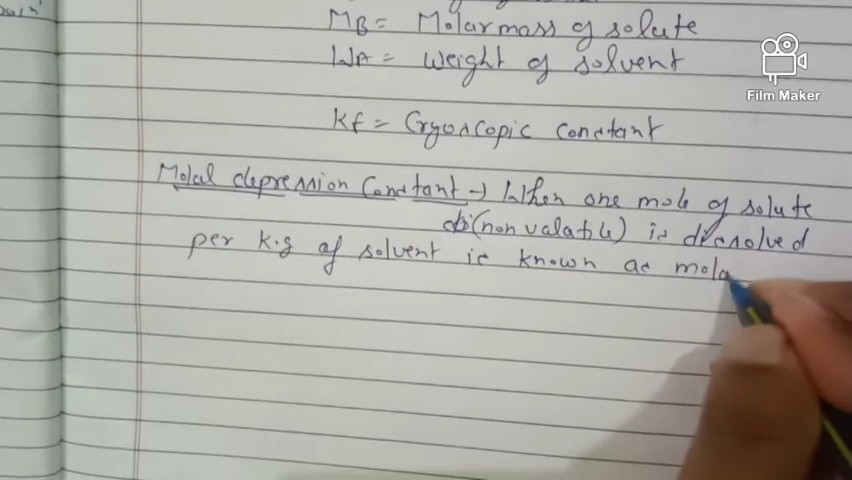 MB = Molar mass of solute
WA = Weight of solvent
Film Maker
Kf = Cryoscopic constant
Molal depression Constant → When one mole of solute
(non valatile) is dissolved
per K.g of solvent is known as mola